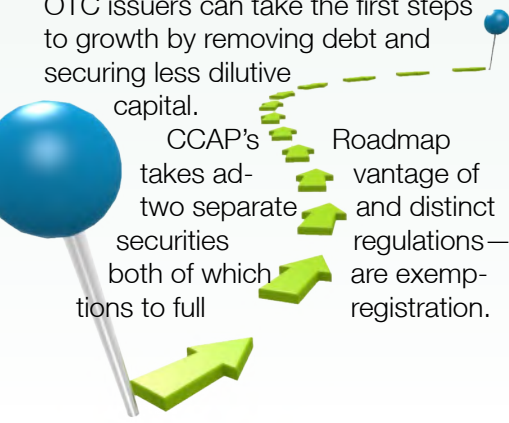 OTC issuers can take the first steps
to growth by removing debt and
securing less dilutive
capital.
CCAP's Roadmap
takes ad- vantage of
two separate and distinct
securities regulations—
both of which are exemp-
tions to full registration.